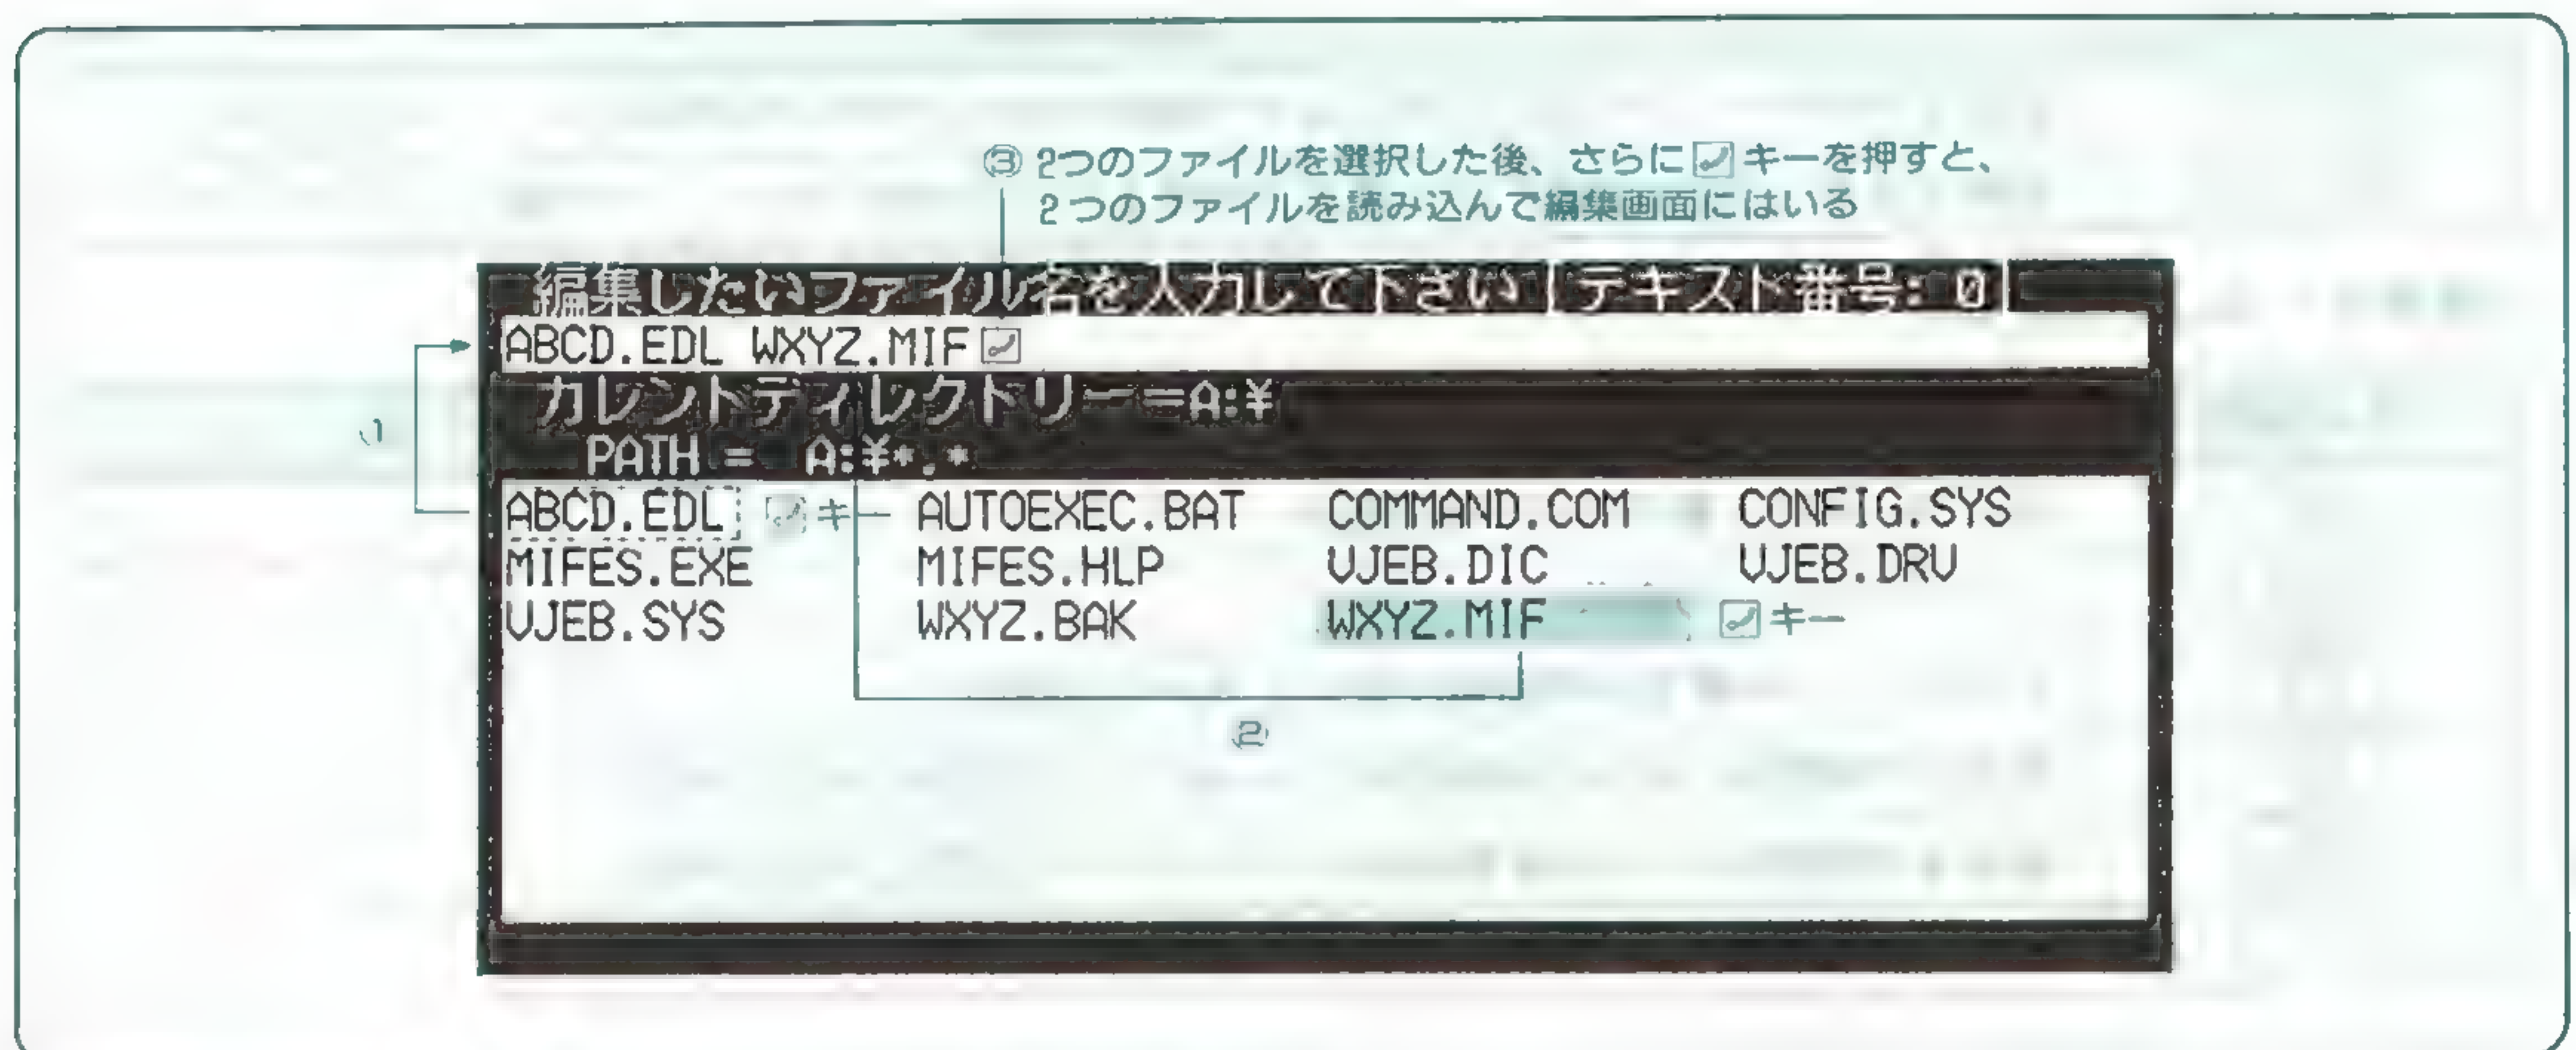 ③ 2つのファイルを選択した後、さらに↲キーを押すと、
2つのファイルを読み込んで編集画面にはいる
編集したいファイル名を入力して下さい|テキスト番号: 0|
ABCD.EDL WXYZ.MIF↲
カレントディレクトリー=A:¥
①
PATH = A:¥*.*
ABCD.EDL ↲キー AUTOEXEC.BAT COMMAND.COM CONFIG.SYS
MIFES.EXE MIFES.HLP VJEB.DIC VJEB.DRV
VJEB.SYS WXYZ.BAK WXYZ.MIF ↲キー
②